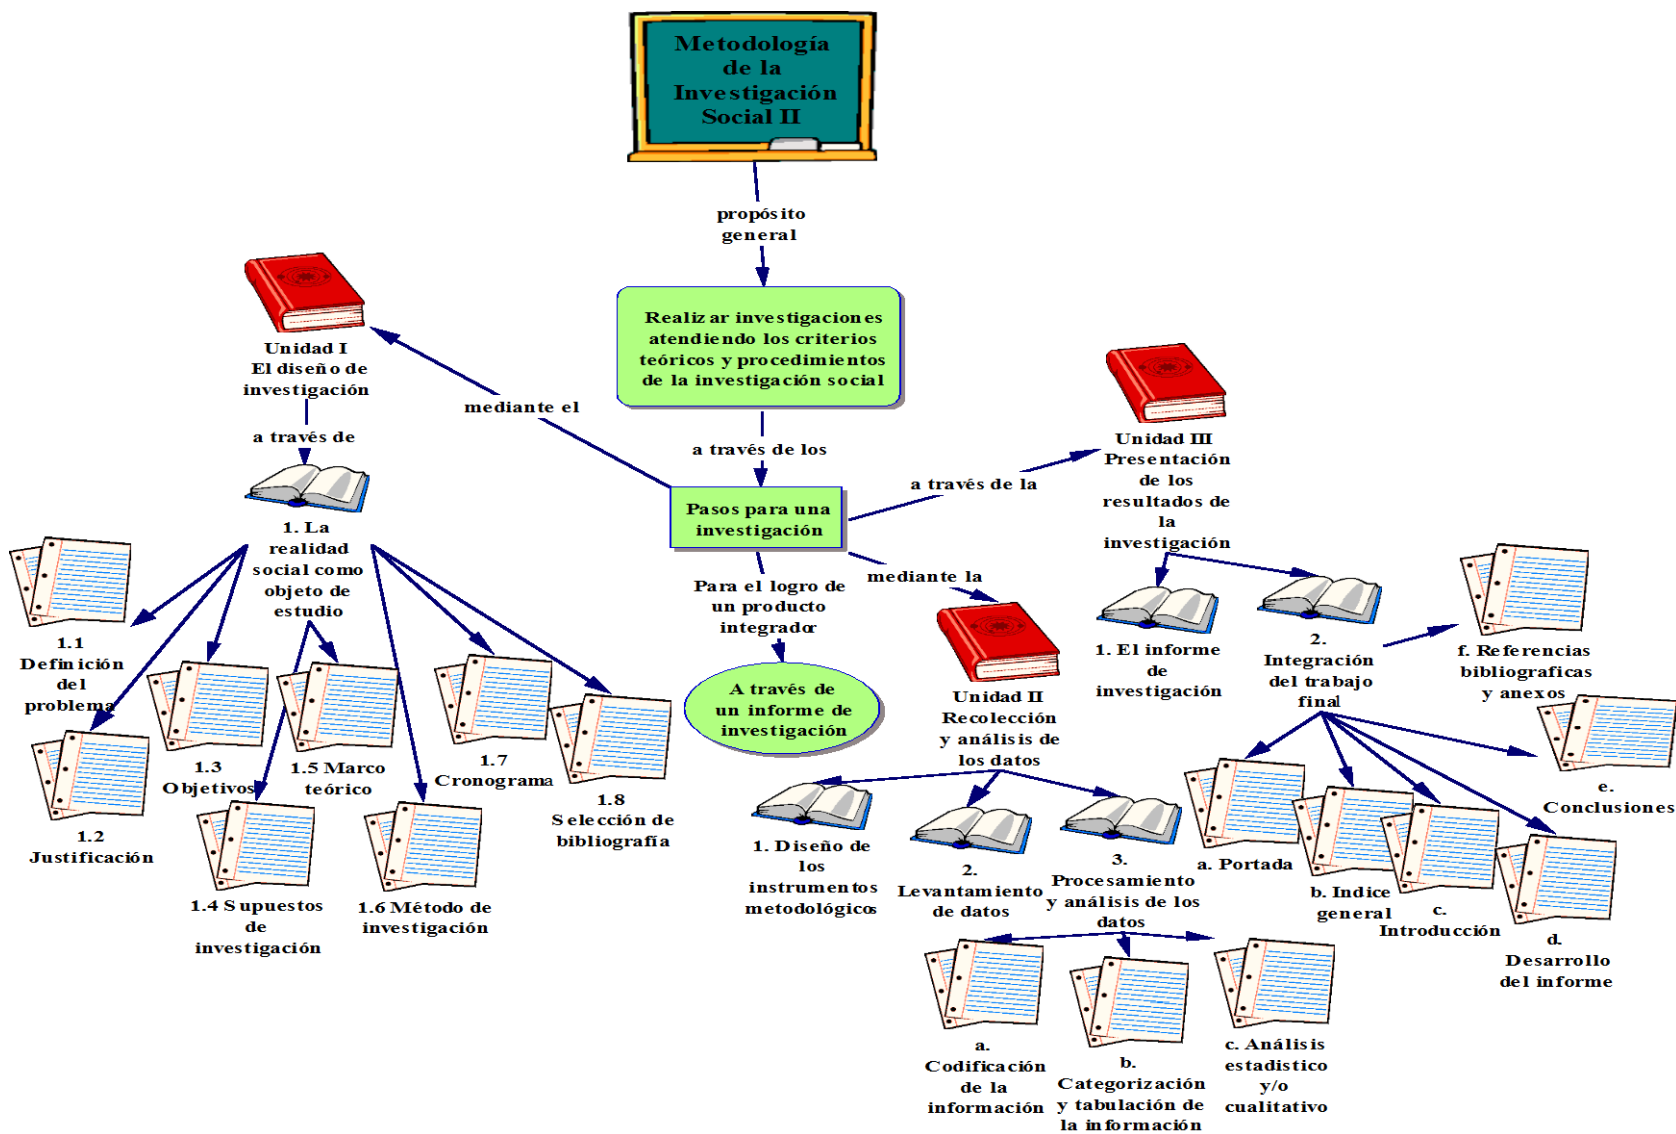 Metodología
de la
Investigación
Social II
propósito
general
Realizar investigaciones
atendiendo los criterios
teóricos y procedimientos
de la investigación social
a través de los
Pasos para una
investigación
mediante el
Unidad I
El diseño de
investigación
a través de
1. La
realidad
social como
objeto de
estudio
1.1
Definición
del
problema
1.2
Justificación
1.3
Objetivos
1.4 Supuestos
de
investigación
1.5 Marco
teórico
1.6 Método de
investigación
1.7
Cronograma
1.8
Selección de
bibliografía
Para el logro de
un producto
integrador
A través de
un informe de
investigación
mediante la
Unidad II
Recolección
y análisis de
los datos
1. Diseño de
los
instrumentos
metodológicos
2.
Levantamiento
de datos
3.
Procesamiento
y análisis de los
datos
a.
Codificación
de la
información
b.
Categorización
y tabulación de
la información
c. Análisis
estadistico
y/o
cualitativo
a través de la
Unidad III
Presentación
de los
resultados de
la
investigación
1. El informe
de
investigación
2.
Integración
del trabajo
final
a. Portada
b. Indice
general
c.
Introducción
d.
Desarrollo
del informe
e.
Conclusiones
f. Referencias
bibliograficas
y anexos